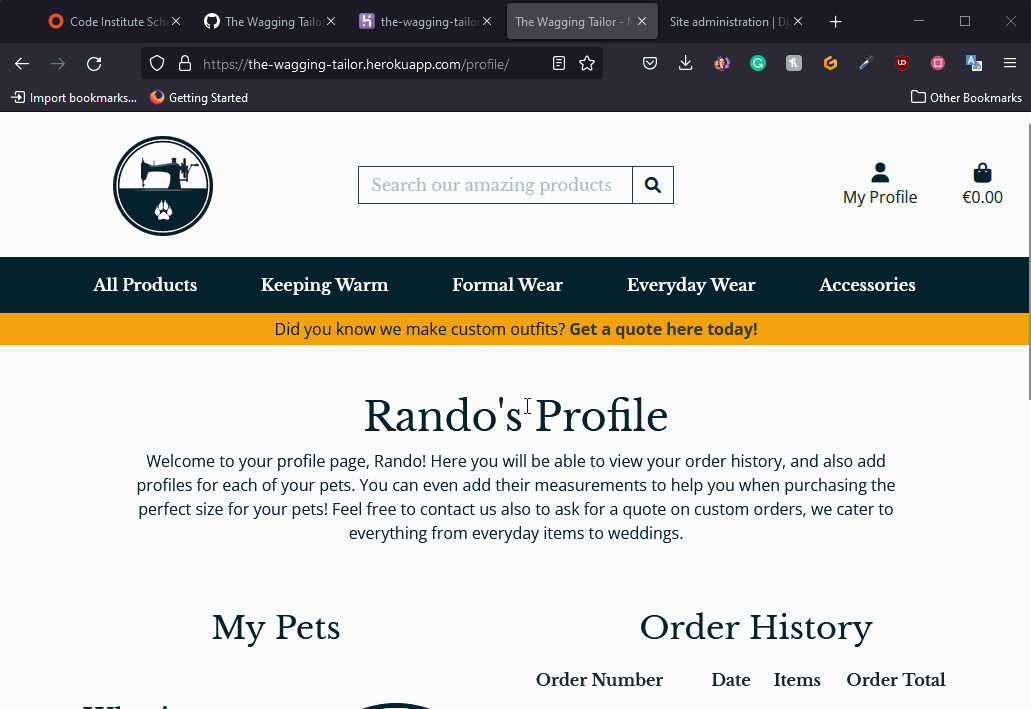 Code Institute Sch
The Wagging Tailo
the-wagging-tailor
The Wagging Tailor -
Site administration | Dj
https://the-wagging-tailor.herokuapp.com/profile/
Import bookmarks...
Getting Started
Other Bookmarks
Search our amazing products
My Profile
€0.00
All Products
Keeping Warm
Formal Wear
Everyday Wear
Accessories
Did you know we make custom outfits? Get a quote here today!
Rando's Profile
Welcome to your profile page, Rando! Here you will be able to view your order history, and also add
profiles for each of your pets. You can even add their measurements to help you when purchasing the
perfect size for your pets! Feel free to contact us also to ask for a quote on custom orders, we cater to
everything from everyday items to weddings.
My Pets
Order History
Order Number
Date
Items
Order Total